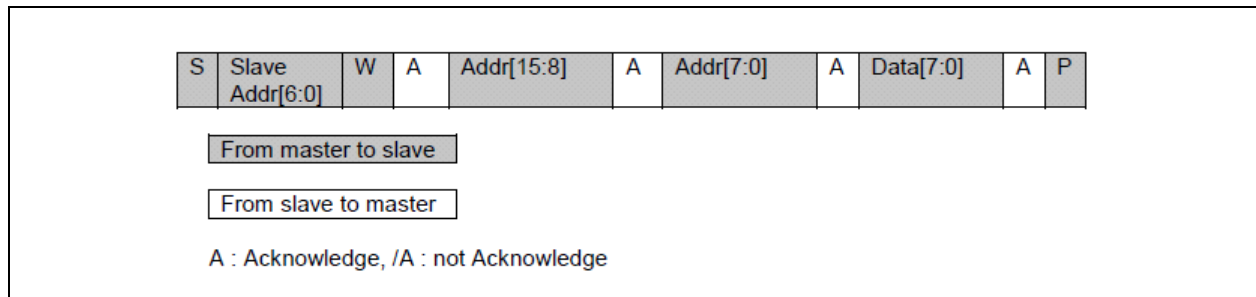 S Slave W A Addr[15:8] A Addr[7:0] A Data[7:0] A P
Addr[6:0]
From master to slave
From slave to master
A : Acknowledge, /A : not Acknowledge